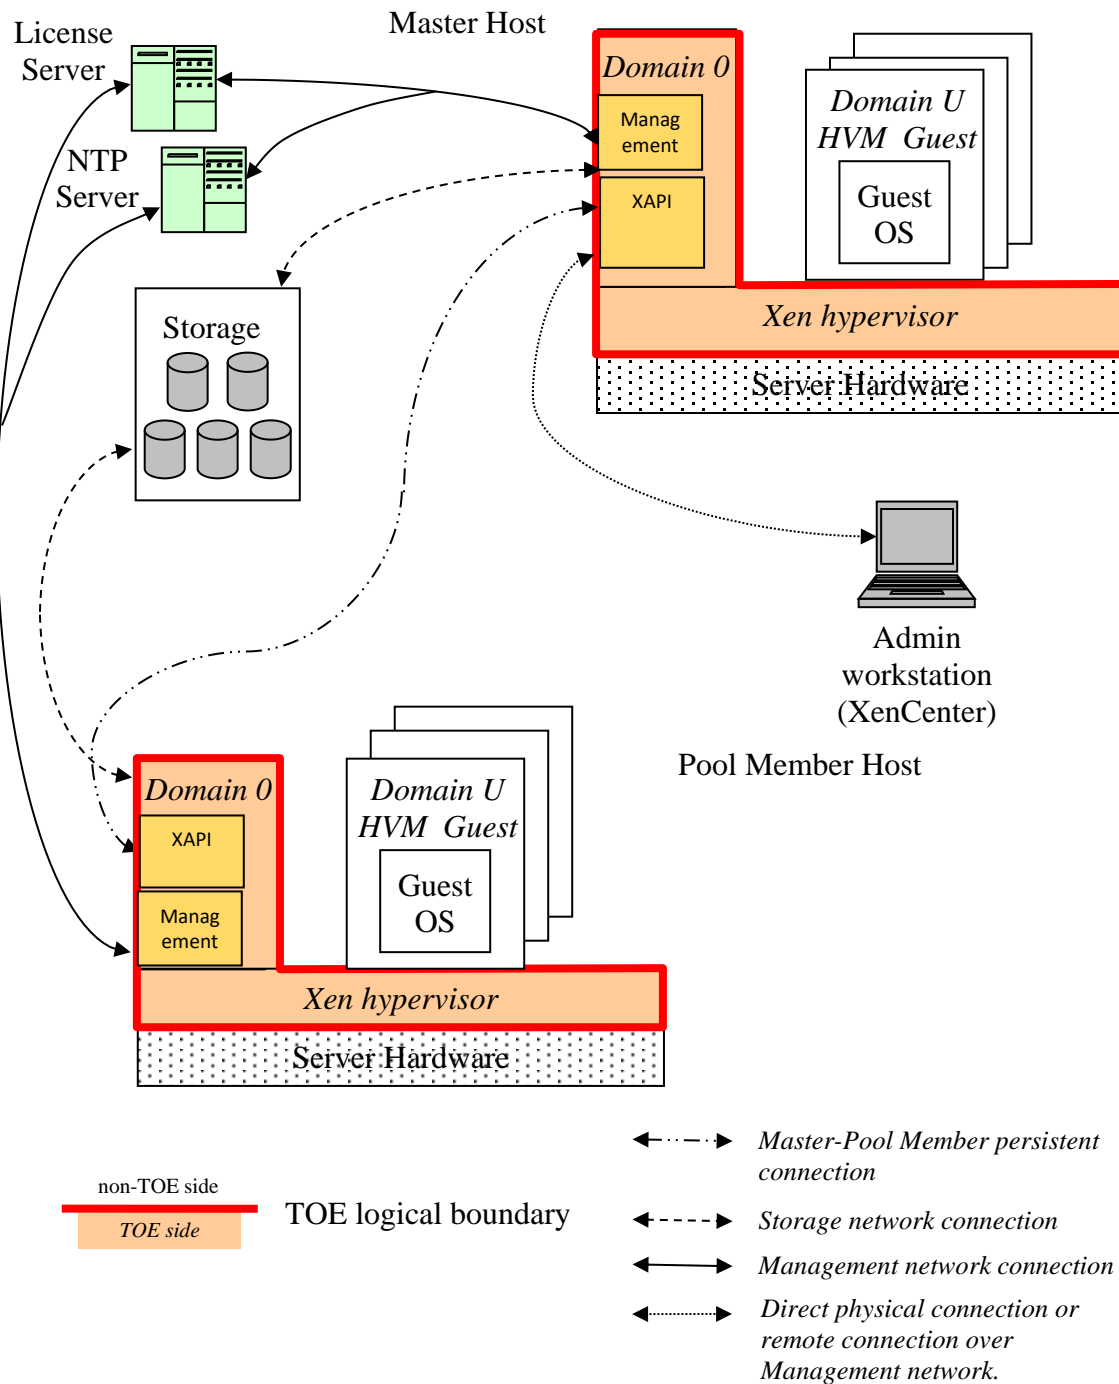 License
Server
Master Host
Domain 0
Manag
ement
XAPI
Domain U
HVM  Guest
Guest
OS
NTP
Server
Xen hypervisor
Server Hardware
Storage
Admin
workstation
(XenCenter)
Pool Member Host
Domain 0
XAPI
Manag
ement
Domain U
HVM  Guest
Guest
OS
Xen hypervisor
Server Hardware
non-TOE side
TOE side
TOE logical boundary
Master-Pool Member persistent
connection
Storage network connection
Management network connection
Direct physical connection or
remote connection over
Management network.